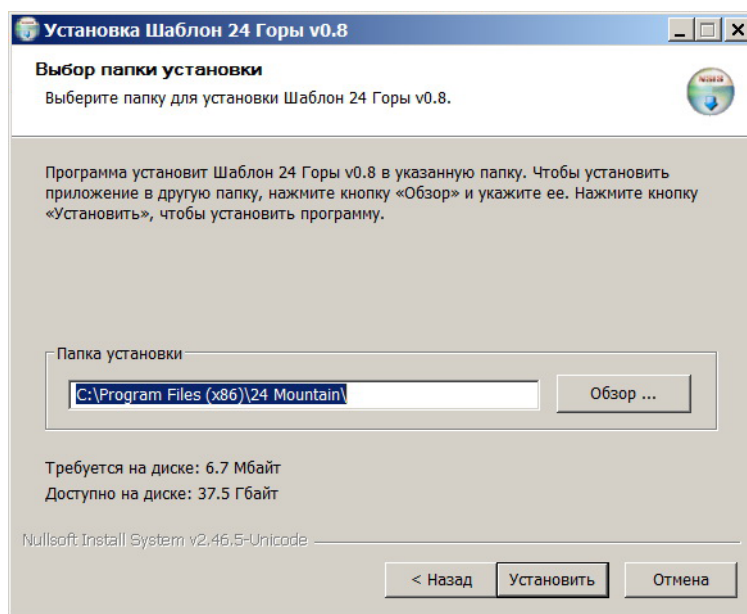 Установка Шаблон 24 Горы v0.8
Выбор папки установки
Выберите папку для установки Шаблон 24 Горы v0.8.
NSIS
Программа установит Шаблон 24 Горы v0.8 в указанную папку. Чтобы установить
приложение в другую папку, нажмите кнопку «Обзор» и укажите ее. Нажмите кнопку
«Установить», чтобы установить программу.
Папка установки
C:\Program Files (x86)\24 Mountain\
Обзор ...
Требуется на диске: 6.7 Мбайт
Доступно на диске: 37.5 Гбайт
Nullsoft Install System v2.46.5-Unicode
< Назад
Установить
Отмена